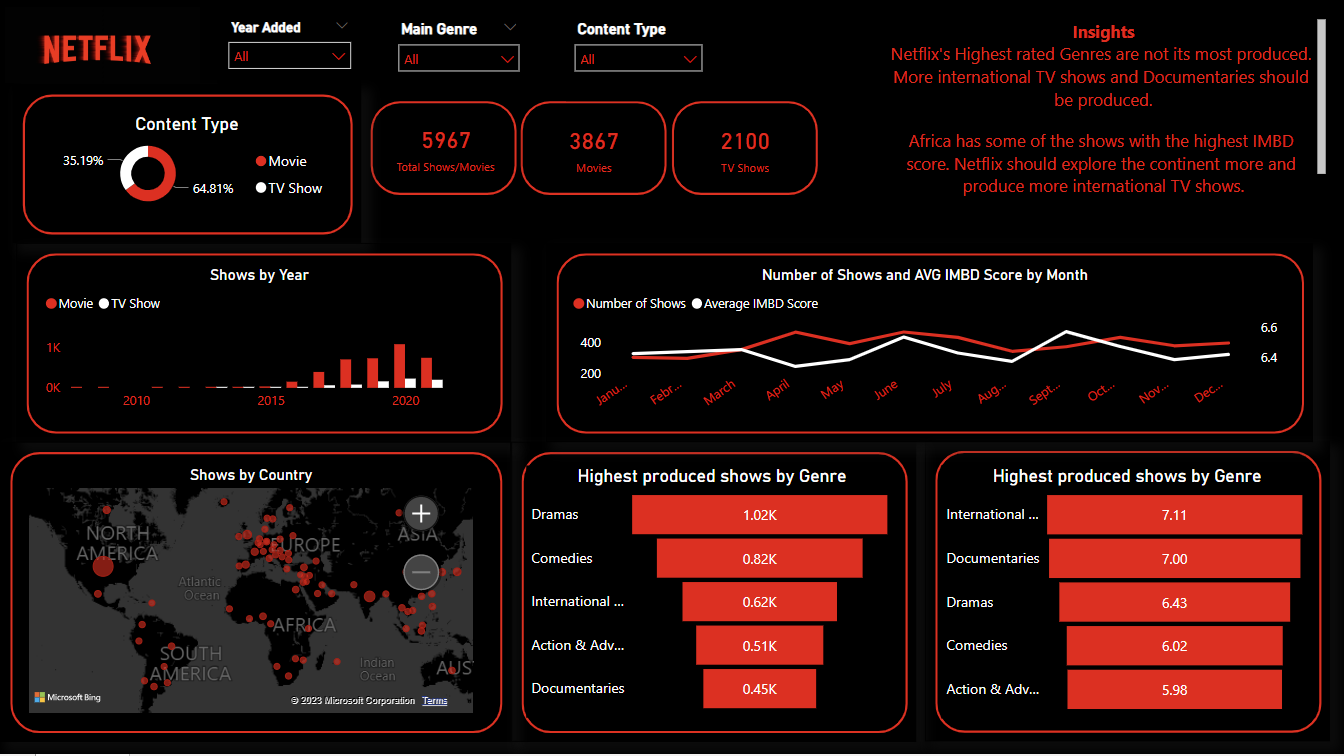 NETFLIX
Year Added
All
Main Genre
All
Content Type
All
Insights
Netflix's Highest rated Genres are not its most produced.
More international TV shows and Documentaries should
be produced.
Africa has some of the shows with the highest IMBD
score. Netflix should explore the continent more and
produce more international TV shows.
Content Type
35.19%
64.81%
Movie
TV Show
5967
Total Shows/Movies
3867
Movies
2100
TV Shows
Shows by Year
Movie TV Show
1K
0K
2010 2015 2020
Number of Shows and AVG IMBD Score by Month
Number of Shows Average IMBD Score
400
200
6.6
6.4
Janu... Febr... March April May June July Aug... Sept... Oct... Nov... Dec...
Shows by Country
NORTH
AMERICA
EUROPE
ASIA
Atlantic
Ocean
AFRICA
SOUTH
AMERICA
Indian
Ocean
AUS
Microsoft Bing
© 2023 Microsoft Corporation Terms
Highest produced shows by Genre
Dramas 1.02K
Comedies 0.82K
International ... 0.62K
Action & Adv... 0.51K
Documentaries 0.45K
Highest produced shows by Genre
International ... 7.11
Documentaries 7.00
Dramas 6.43
Comedies 6.02
Action & Adv... 5.98